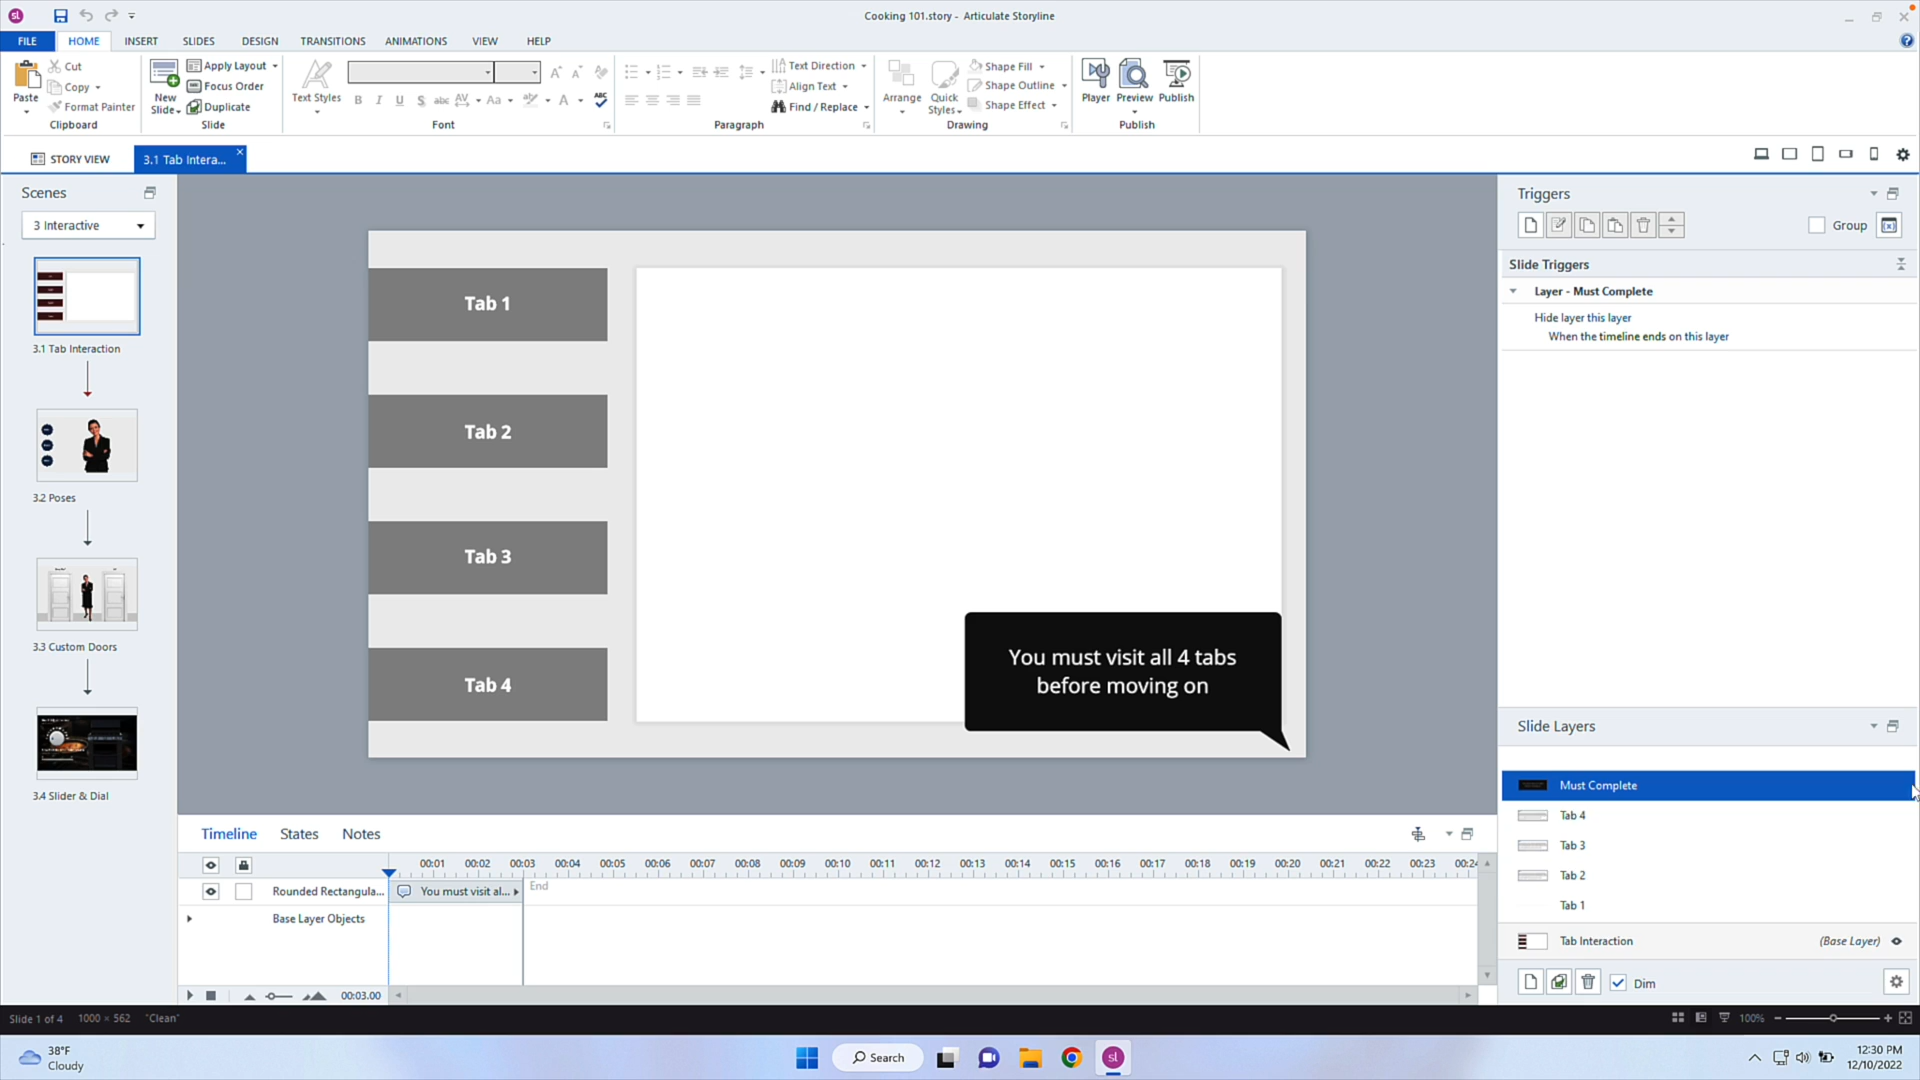 sl
Cooking 101.story - Articulate Storyline
FILE HOME INSERT SLIDES DESIGN TRANSITIONS ANIMATIONS VIEW HELP
Paste
Cut
Copy
Format Painter
Clipboard
New Slide
Apply Layout
Focus Order
Duplicate
Slide
Text Styles
B I U S abc AV Aa A ABC
Font
Text Direction
Align Text
Find / Replace
Paragraph
Arrange
Quick Styles
Shape Fill
Shape Outline
Shape Effect
Drawing
Player
Preview
Publish
Publish
STORY VIEW
3.1 Tab Intera...
Scenes
3 Interactive
3.1 Tab Interaction
3.2 Poses
3.3 Custom Doors
3.4 Slider & Dial
Tab 1
Tab 2
Tab 3
Tab 4
You must visit all 4 tabs
before moving on
Triggers
Group
Slide Triggers
Layer - Must Complete
Hide layer this layer
When the timeline ends on this layer
Slide Layers
Must Complete
Tab 4
Tab 3
Tab 2
Tab 1
Tab Interaction (Base Layer)
Dim
Timeline States Notes
00:01 00:02 00:03 00:04 00:05 00:06 00:07 00:08 00:09 00:10 00:11 00:12 00:13 00:14 00:15 00:16 00:17 00:18 00:19 00:20 00:21 00:22 00:23 00:24
Rounded Rectangula... You must visit al... End
Base Layer Objects
00:03.00
Slide 1 of 4 1000 × 562 "Clean" 100%
38°F
Cloudy
Search
sl
12:30 PM
12/10/2022